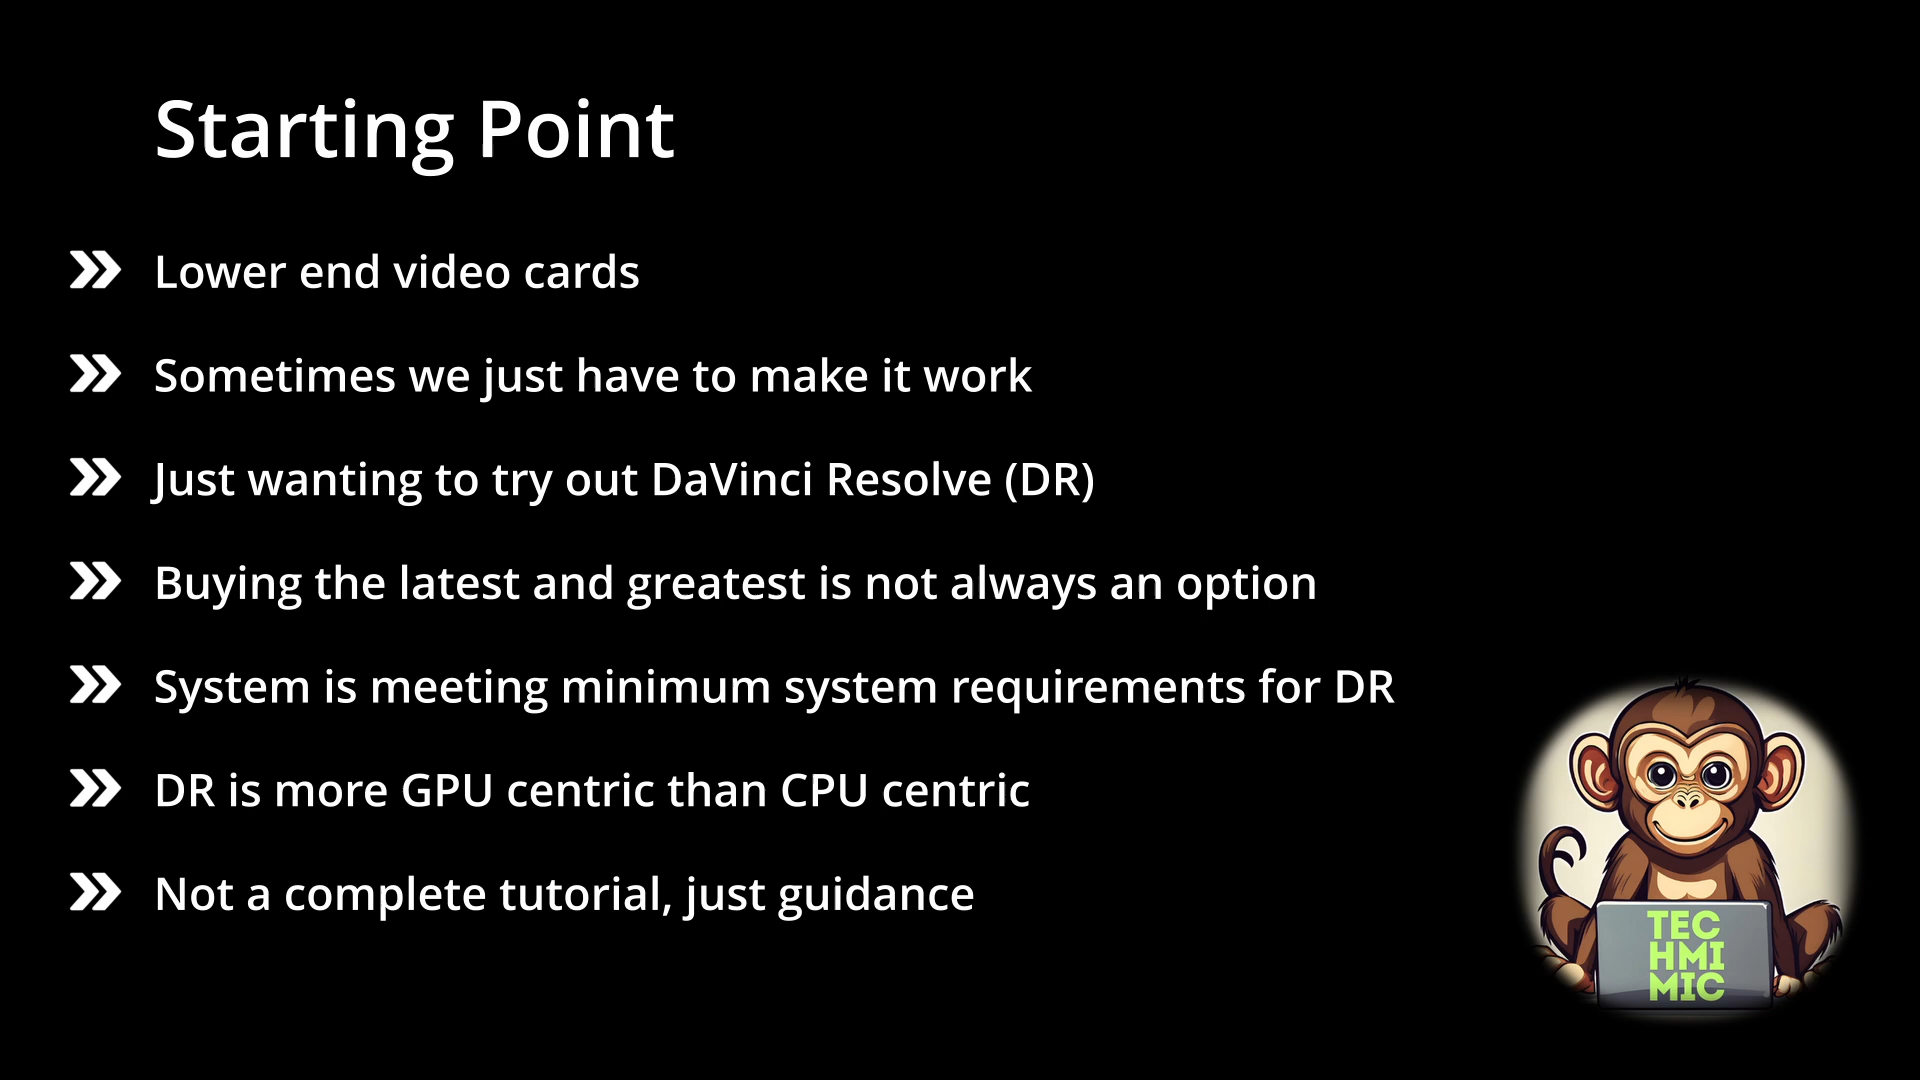 Starting Point
Lower end video cards
Sometimes we just have to make it work
Just wanting to try out DaVinci Resolve (DR)
Buying the latest and greatest is not always an option
System is meeting minimum system requirements for DR
DR is more GPU centric than CPU centric
Not a complete tutorial, just guidance
TEC
HMI
MIC